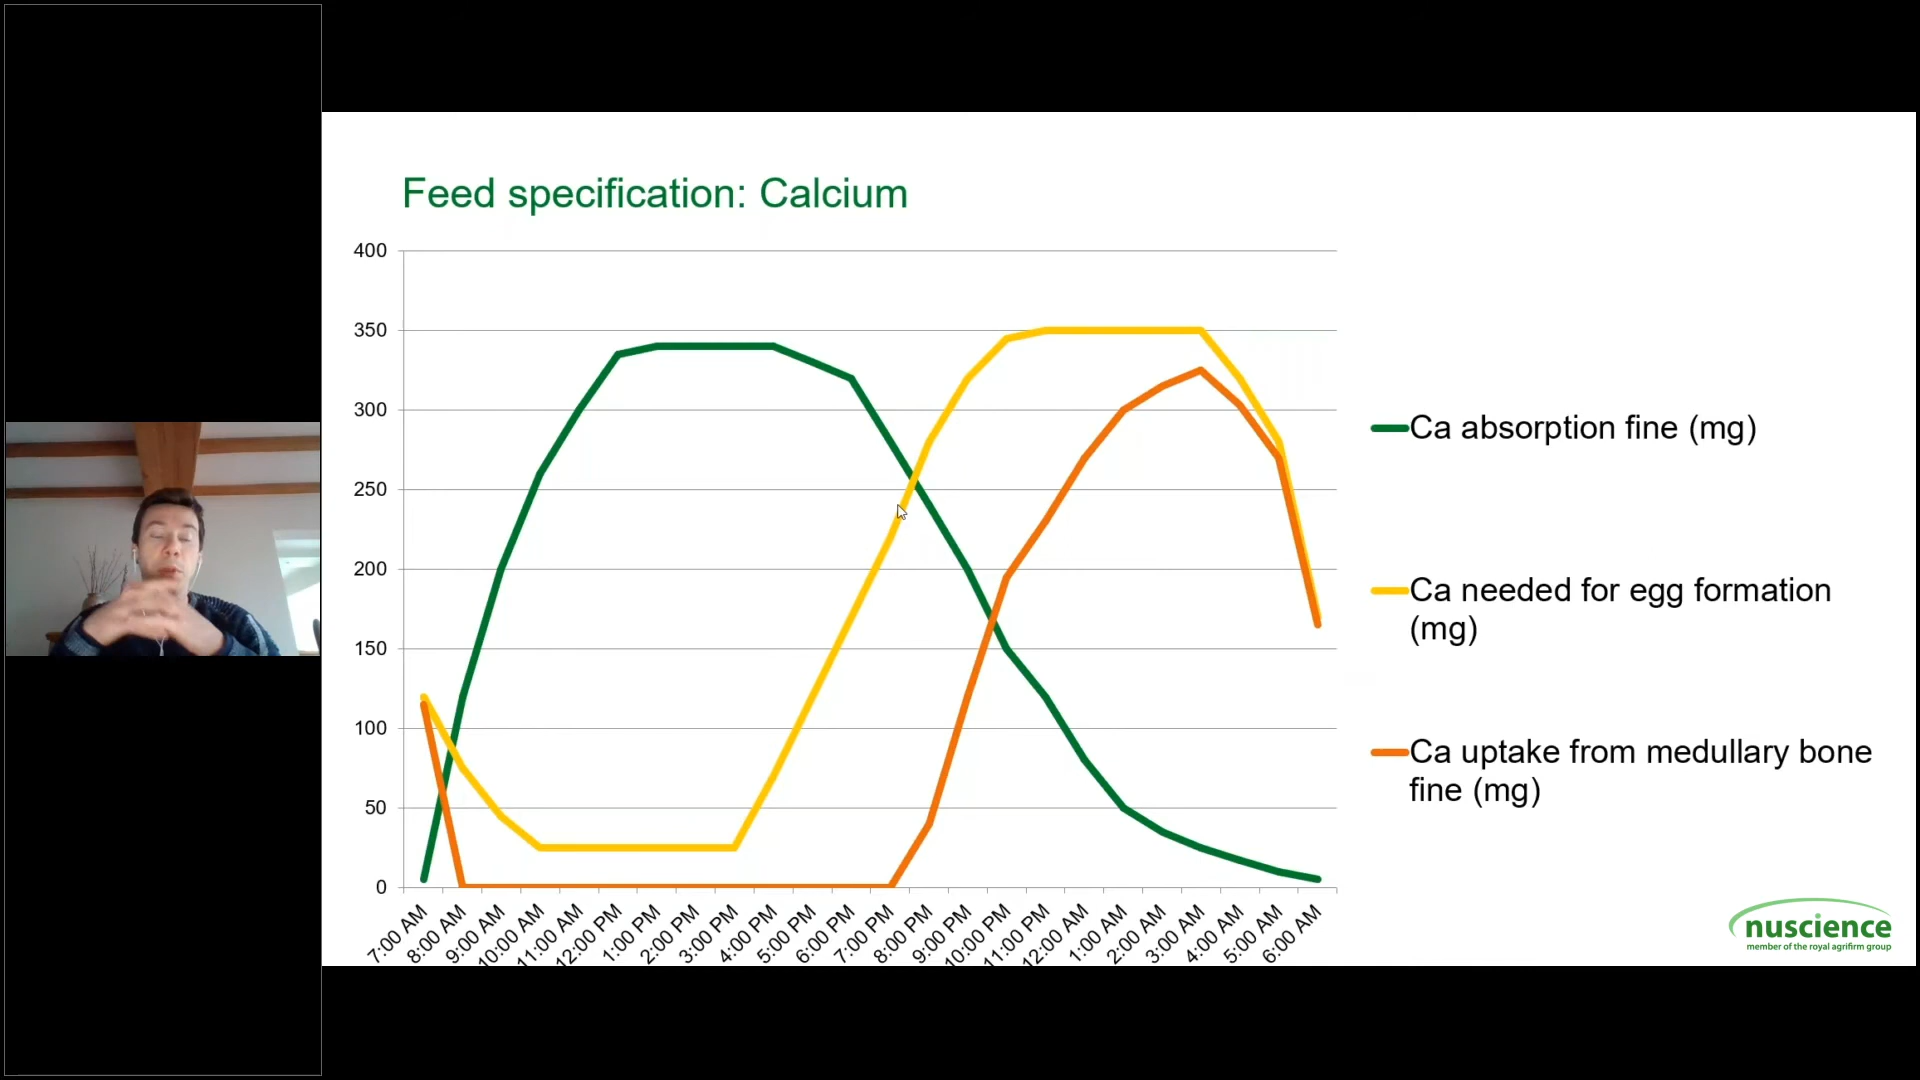 Feed specification: Calcium
400
350
300
250
200
150
100
50
0
7:00 AM
8:00 AM
9:00 AM
10:00 AM
11:00 AM
12:00 PM
1:00 PM
2:00 PM
3:00 PM
4:00 PM
5:00 PM
6:00 PM
7:00 PM
8:00 PM
9:00 PM
10:00 PM
11:00 PM
12:00 AM
1:00 AM
2:00 AM
3:00 AM
4:00 AM
5:00 AM
6:00 AM
Ca absorption fine (mg)
Ca needed for egg formation
(mg)
Ca uptake from medullary bone
fine (mg)
nuscience
member of the royal agrifirm group